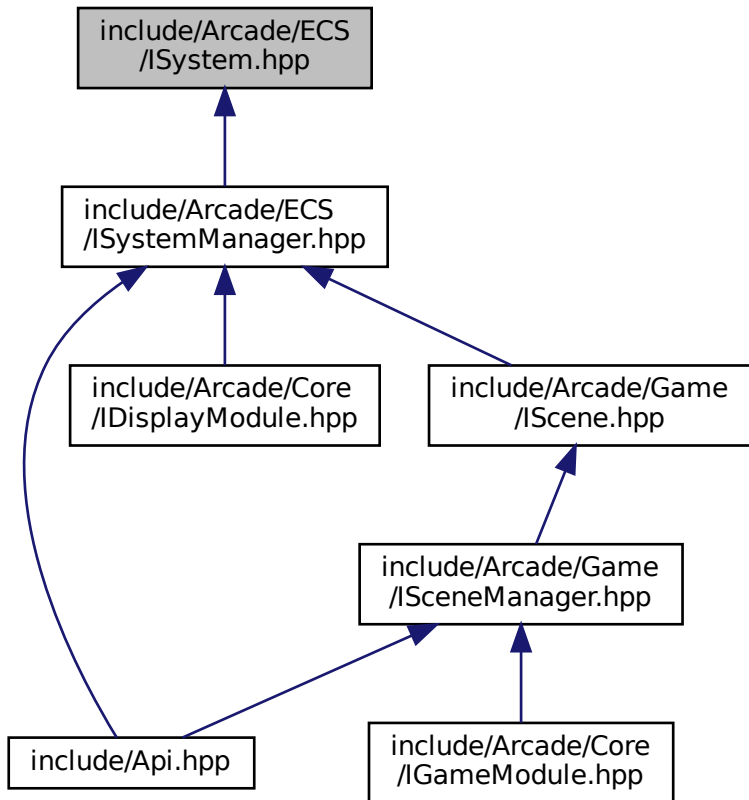 include/Arcade/ECS
/ISystem.hpp
include/Arcade/ECS
/ISystemManager.hpp
include/Arcade/Core
/IDisplayModule.hpp
include/Arcade/Game
/IScene.hpp
include/Arcade/Game
/ISceneManager.hpp
include/Api.hpp
include/Arcade/Core
/IGameModule.hpp